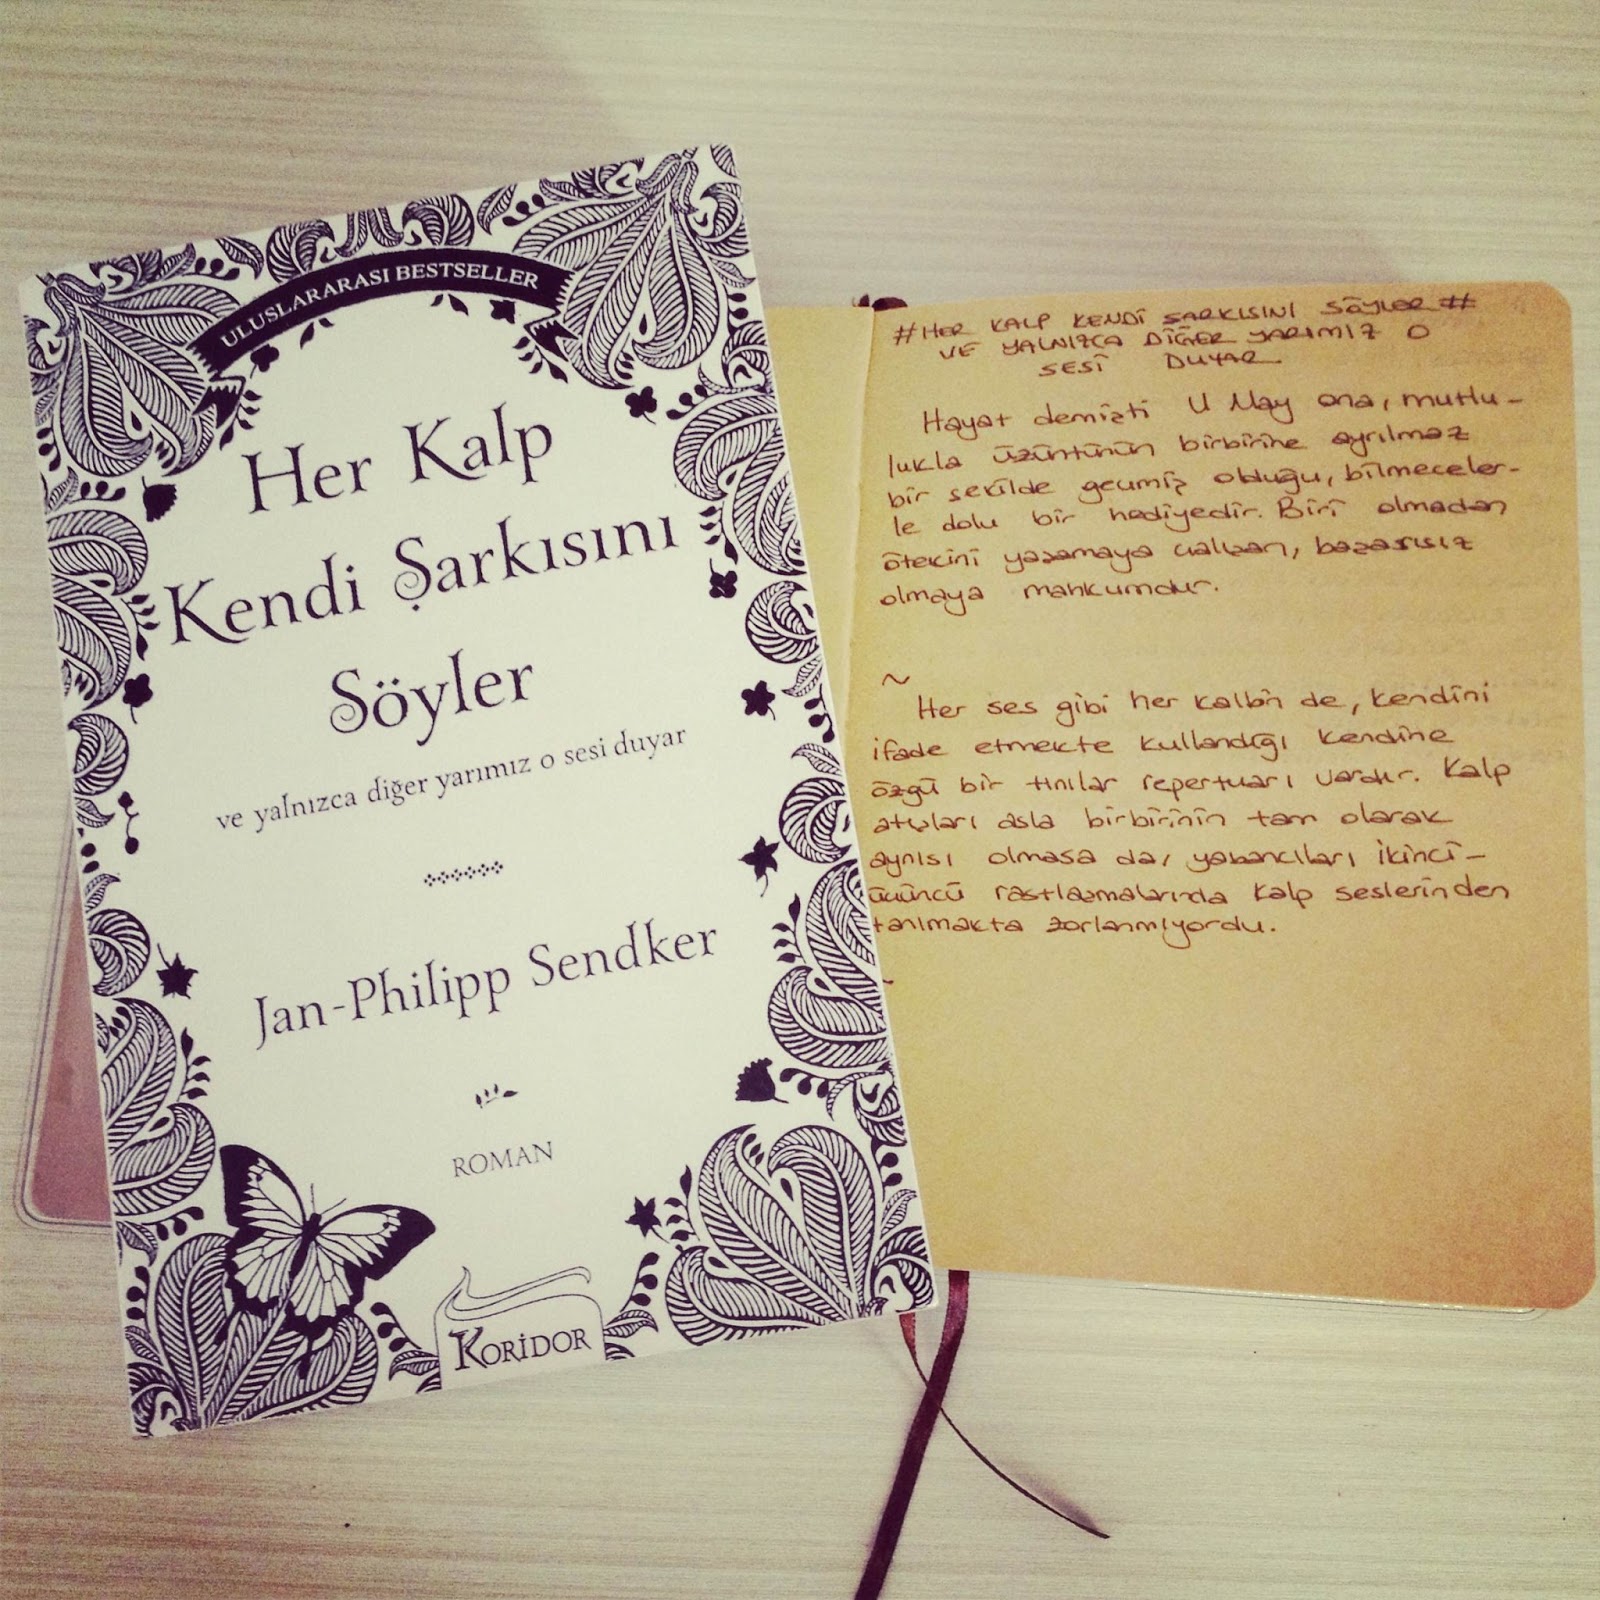 ULUSLARARASI BESTSELLER
Her Kalp
Kendi Şarkısını
Söyler
ve yalnızca diğer yarımız o sesi duyar
Jan-Philipp Sendker
ROMAN
KORİDOR
#HER KALP KENDİ ŞARKISINI SÖYLER#
VE YALNIZCA DİĞER YARIMIZ O
SESİ DUYAR
Hayat demişti U May ona, mutlu-
lukla üzüntünün birbirine ayrılmaz
bir şekilde geçmiş olduğu, bilmeceler-
le dolu bir hediyedir. Biri olmadan
ötekini yaşamaya çalışan, başarısız
olmaya mahkumdur.
~
Her ses gibi her kalbin de, kendini
ifade etmekte kullandığı kendine
özgü bir tınılar repertuarı vardır. Kalp
atışları asla birbirinin tam olarak
aynısı olmasa da, yabancıları ikinci-
üçüncü rastlaşmalarında kalp seslerinden
tanımakta zorlanmıyordu.
~